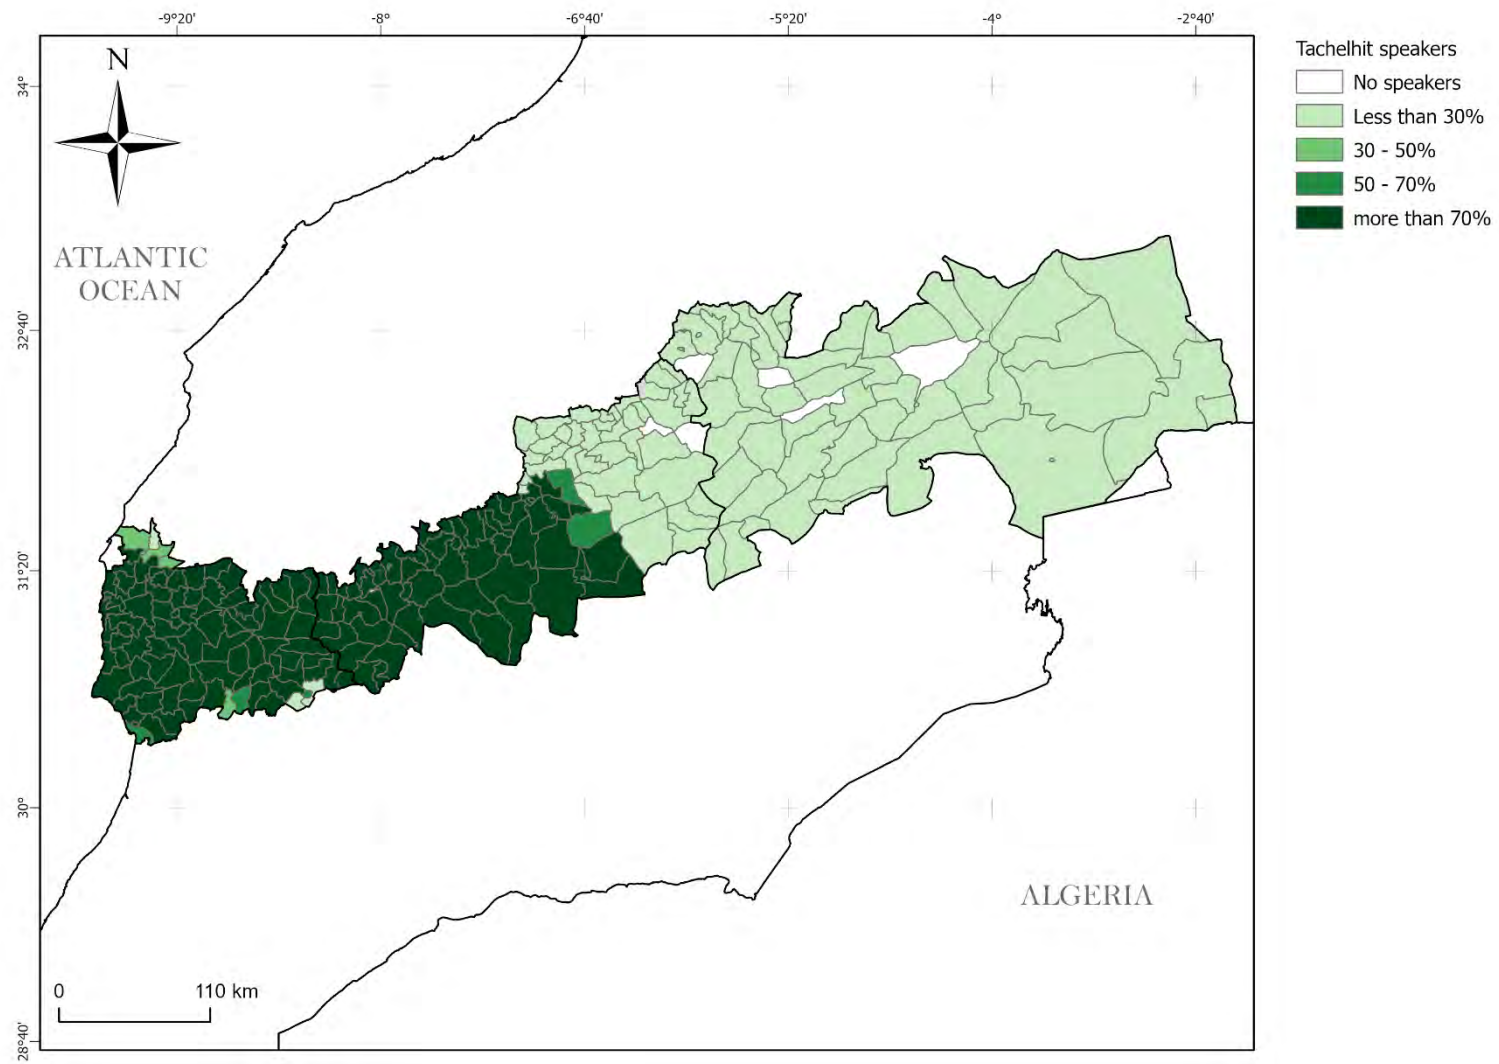 -9°20'
-8°
-6°40'
-5°20'
-4°
-2°40'
34°
32°40'
31°20'
30°
28°40'
N
ATLANTIC
OCEAN
ALGERIA
0
110 km
Tachelhit speakers
No speakers
Less than 30%
30 - 50%
50 - 70%
more than 70%